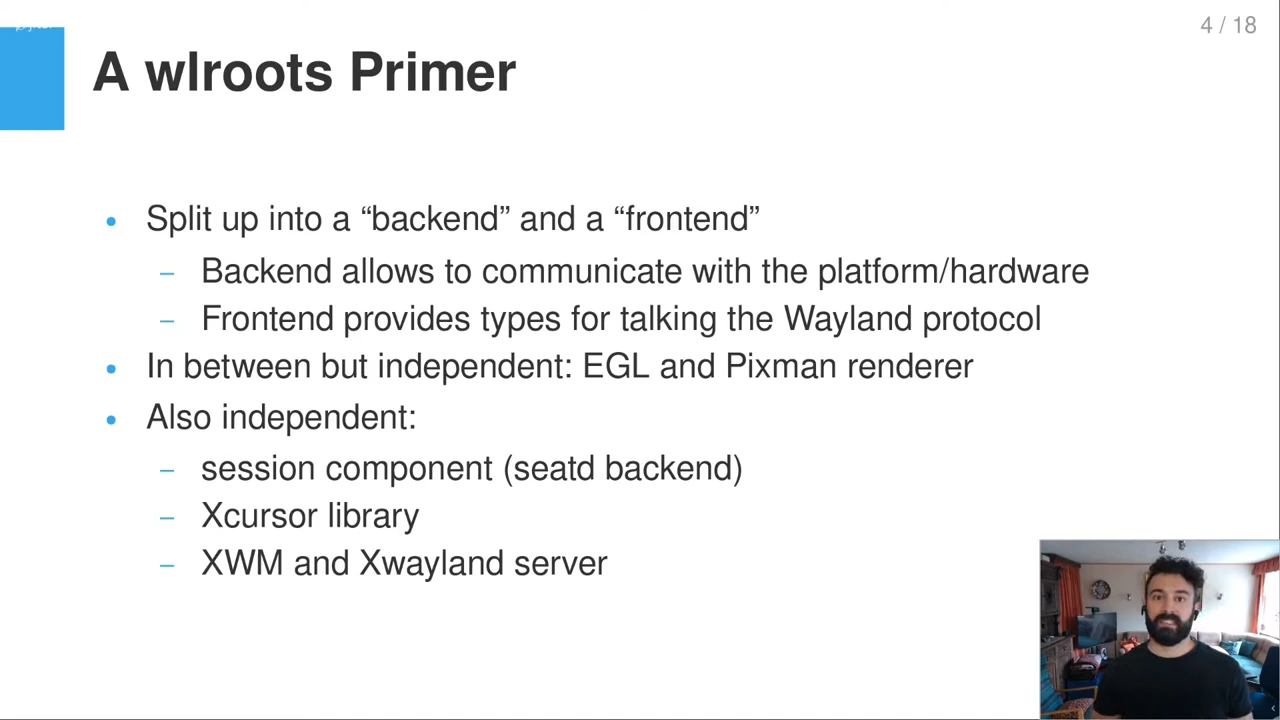 4 / 18
A wlroots Primer
• Split up into a “backend” and a “frontend”
– Backend allows to communicate with the platform/hardware
– Frontend provides types for talking the Wayland protocol
• In between but independent: EGL and Pixman renderer
• Also independent:
– session component (seatd backend)
– Xcursor library
– XWM and Xwayland server